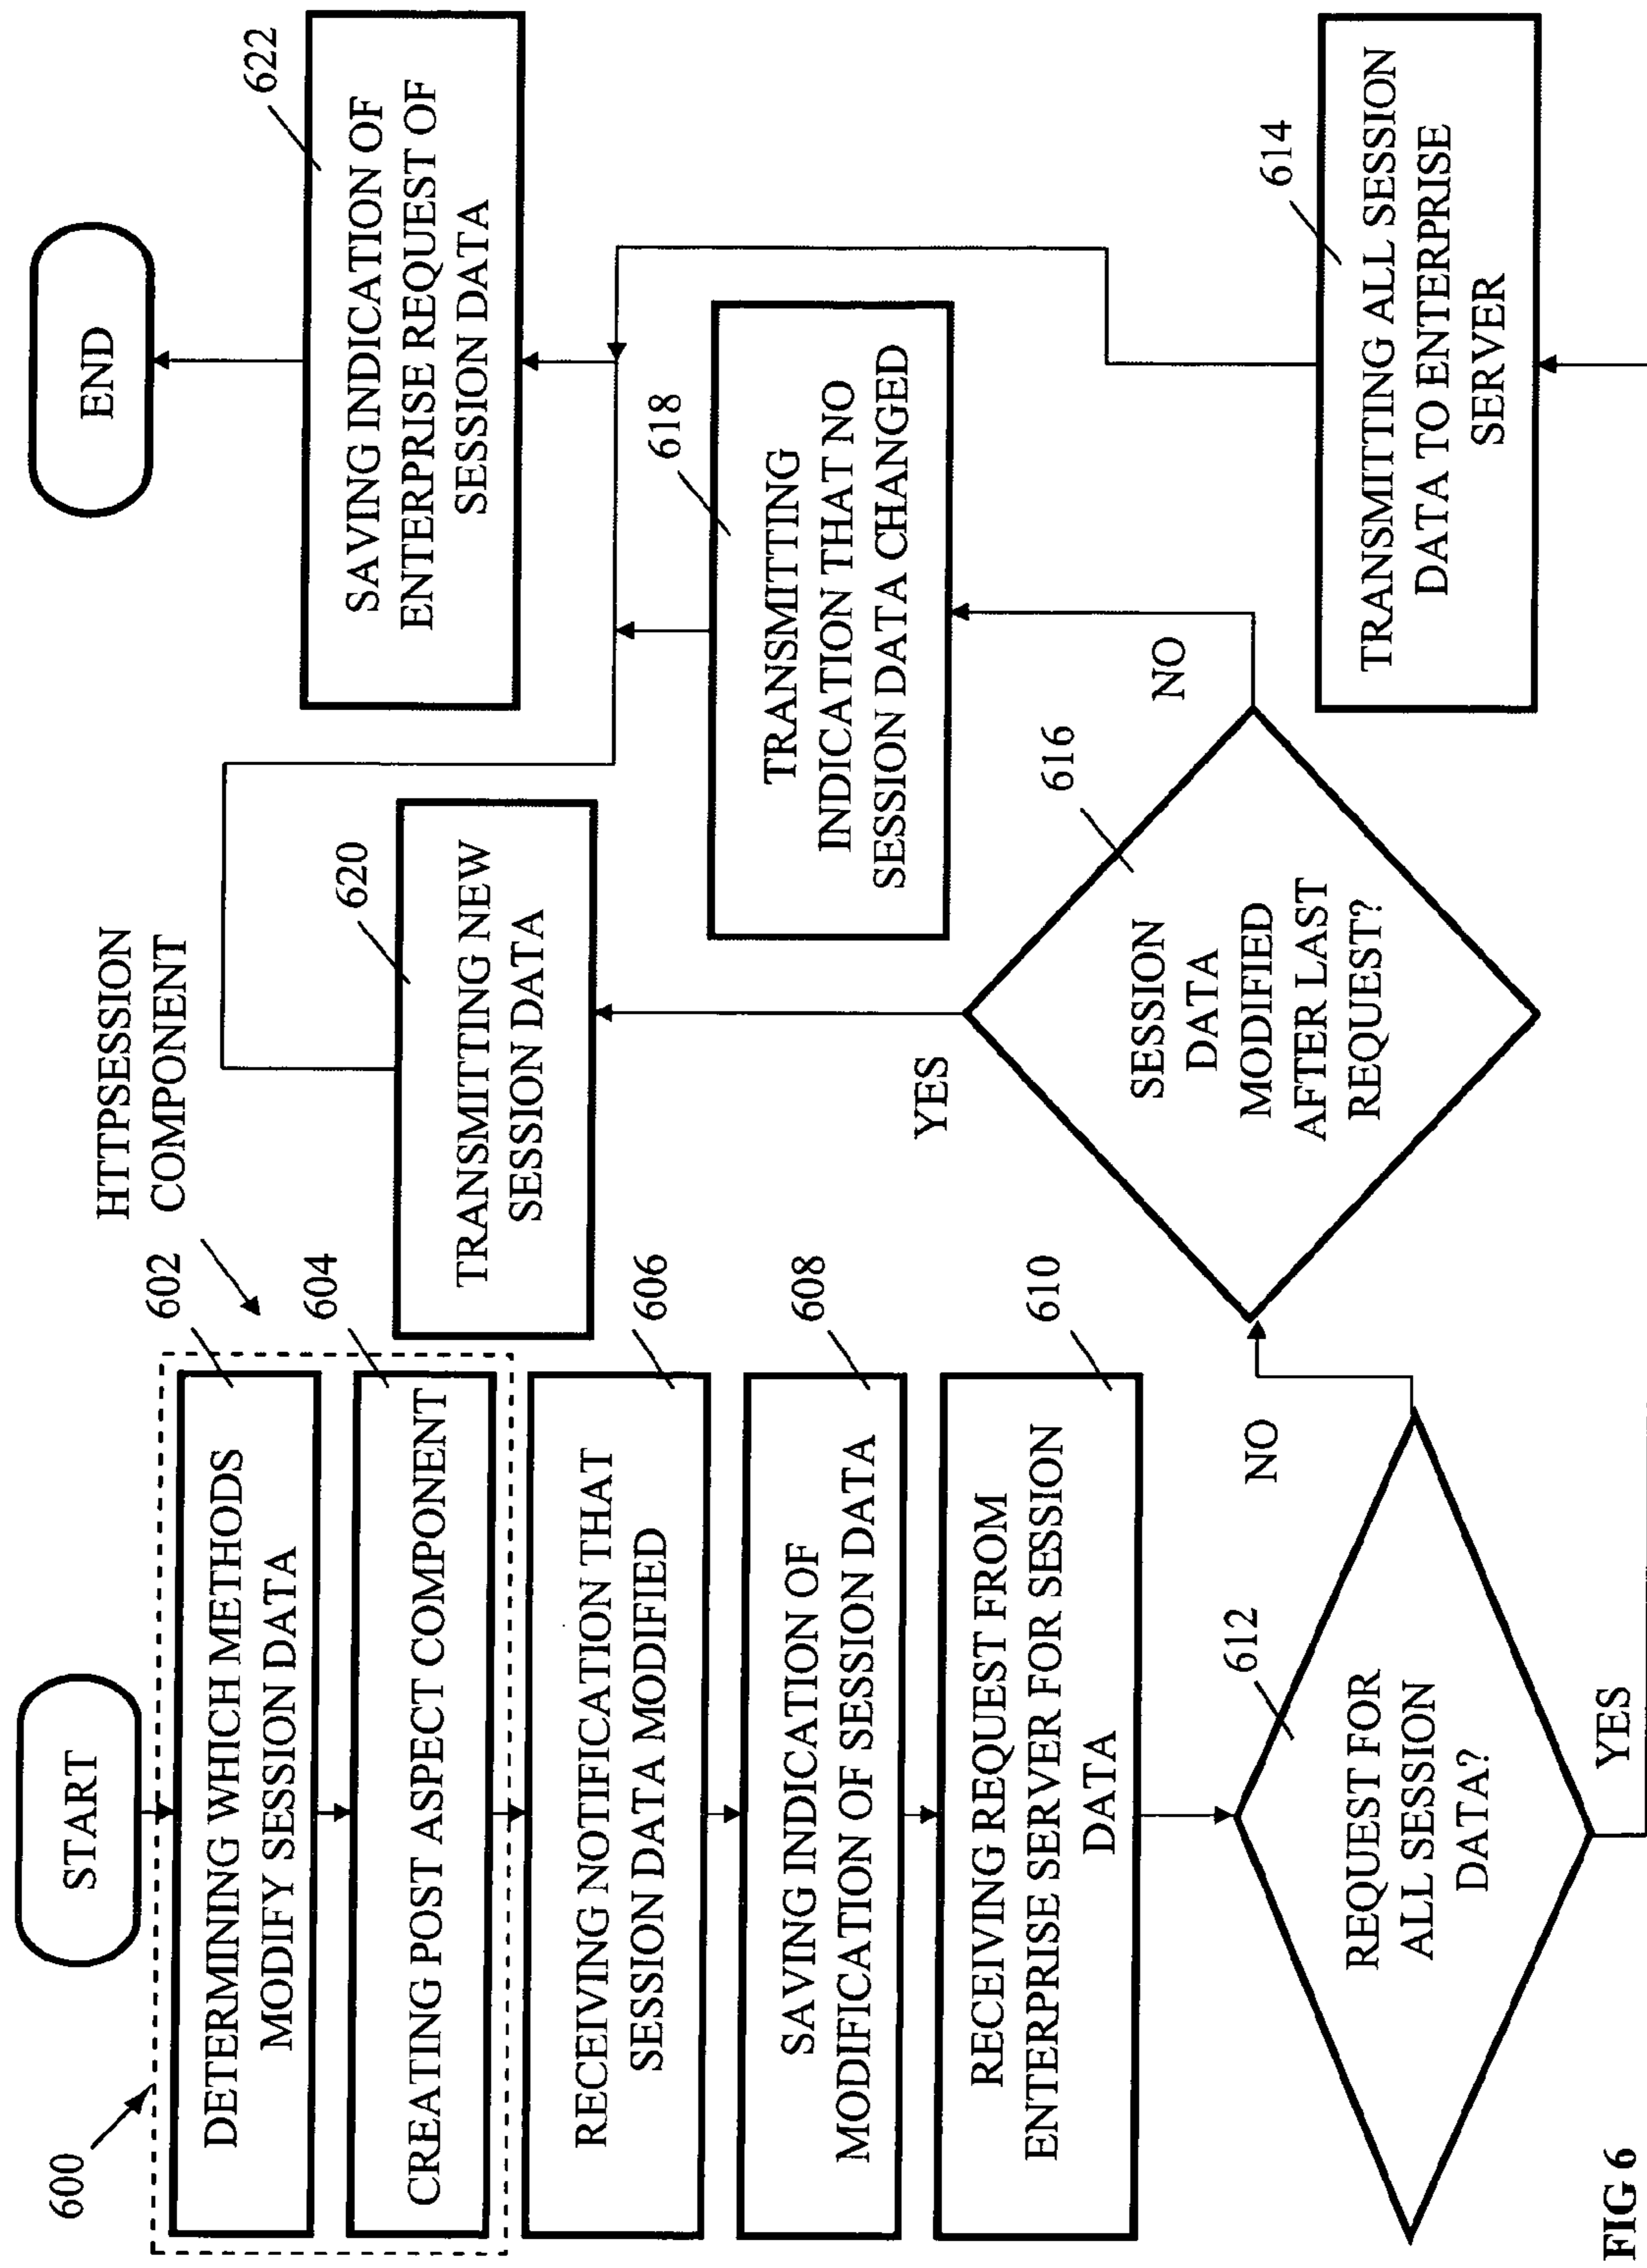 600
START
HTTPSESSION
COMPONENT
602
DETERMINING WHICH METHODS
MODIFY SESSION DATA
604
CREATING POST ASPECT COMPONENT
606
RECEIVING NOTIFICATION THAT
SESSION DATA MODIFIED
608
SAVING INDICATION OF
MODIFICATION OF SESSION DATA
610
RECEIVING REQUEST FROM
ENTERPRISE SERVER FOR SESSION
DATA
612
REQUEST FOR
ALL SESSION
DATA?
NO
YES
END
622
SAVING INDICATION OF
ENTERPRISE REQUEST OF
SESSION DATA
620
TRANSMITTING NEW
SESSION DATA
618
TRANSMITTING
INDICATION THAT NO
SESSION DATA CHANGED
YES
NO
616
SESSION
DATA
MODIFIED
AFTER LAST
REQUEST?
614
TRANSMITTING ALL SESSION
DATA TO ENTERPRISE
SERVER
FIG 6